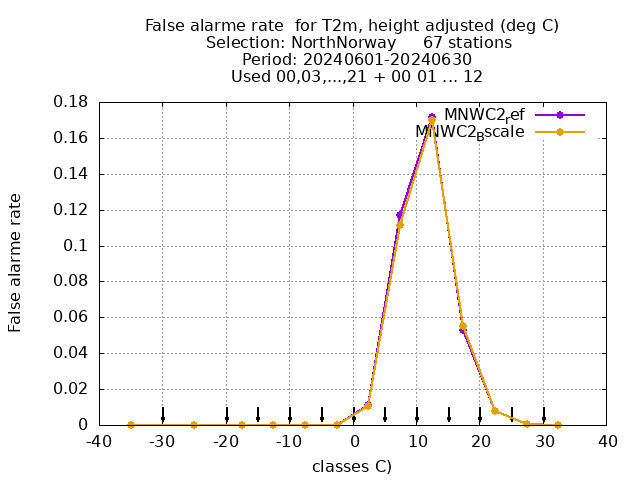 False alarme rate  for T2m, height adjusted (deg C)
Selection: NorthNorway     67 stations
Period: 20240601-20240630
Used 00,03,...,21 + 00 01 ... 12
MNWC2ref
MNWC2Bscale
False alarme rate
0.18
0.16
0.14
0.12
0.1
0.08
0.06
0.04
0.02
0
-40 -30 -20 -10 0 10 20 30 40
classes C)